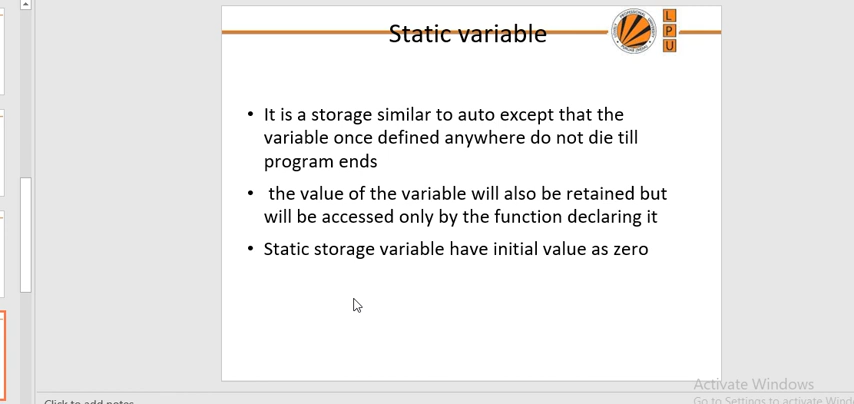 Static variable
L
P
U
• It is a storage similar to auto except that the
variable once defined anywhere do not die till
program ends
• the value of the variable will also be retained but
will be accessed only by the function declaring it
• Static storage variable have initial value as zero
Activate Windows
Go to Settings to activate Wind
Click to add notes